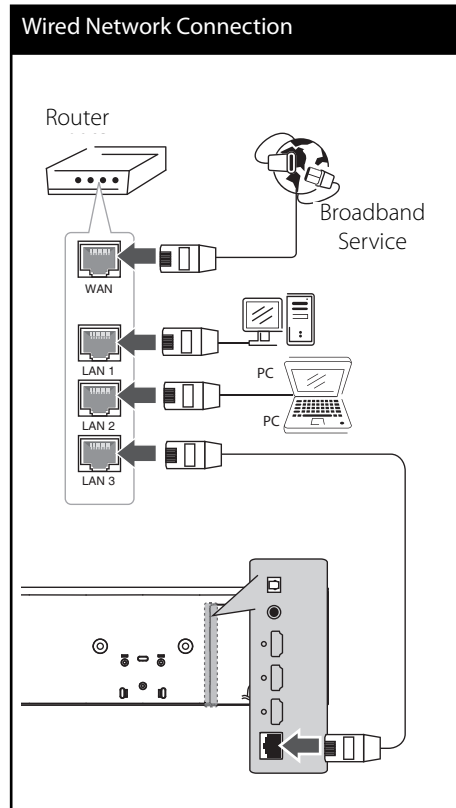 Wired Network Connection
Router
Broadband
Service
WAN
LAN 1
PC
LAN 2
PC
LAN 3